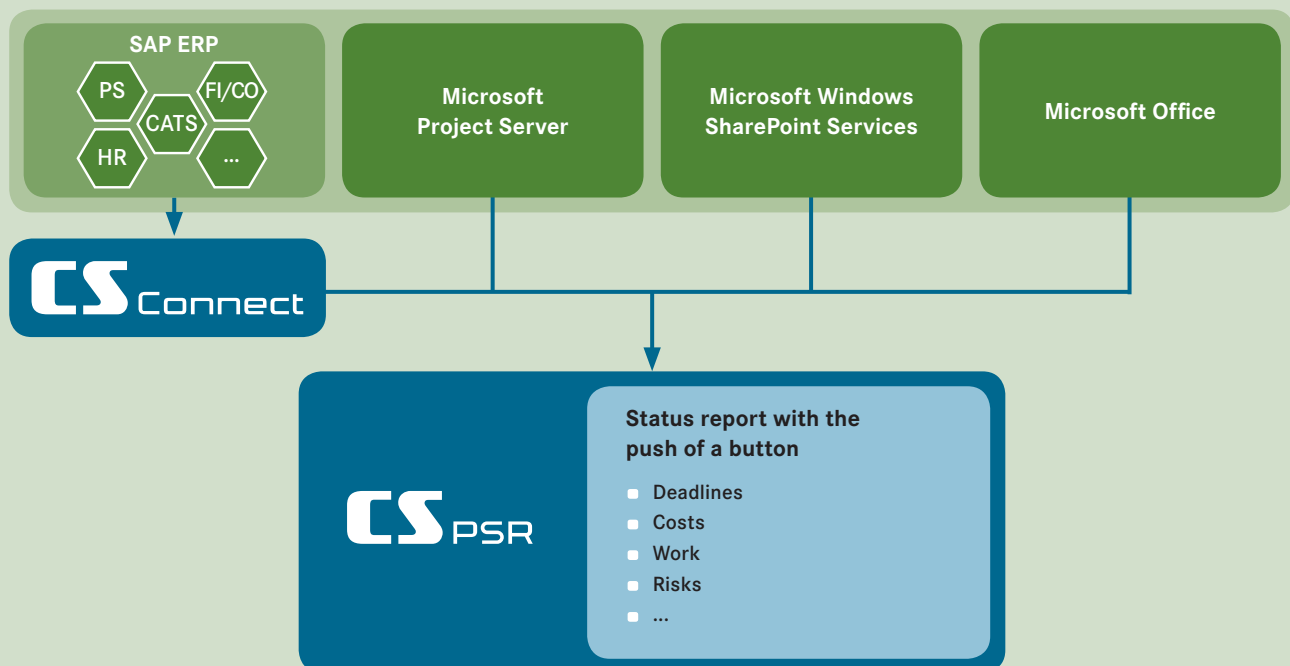 SAP ERP
PS
FI/CO
CATS
HR
...
Microsoft
Project Server
Microsoft Windows
SharePoint Services
Microsoft Office
CS Connect
CS PSR
Status report with the
push of a button
Deadlines
Costs
Work
Risks
...